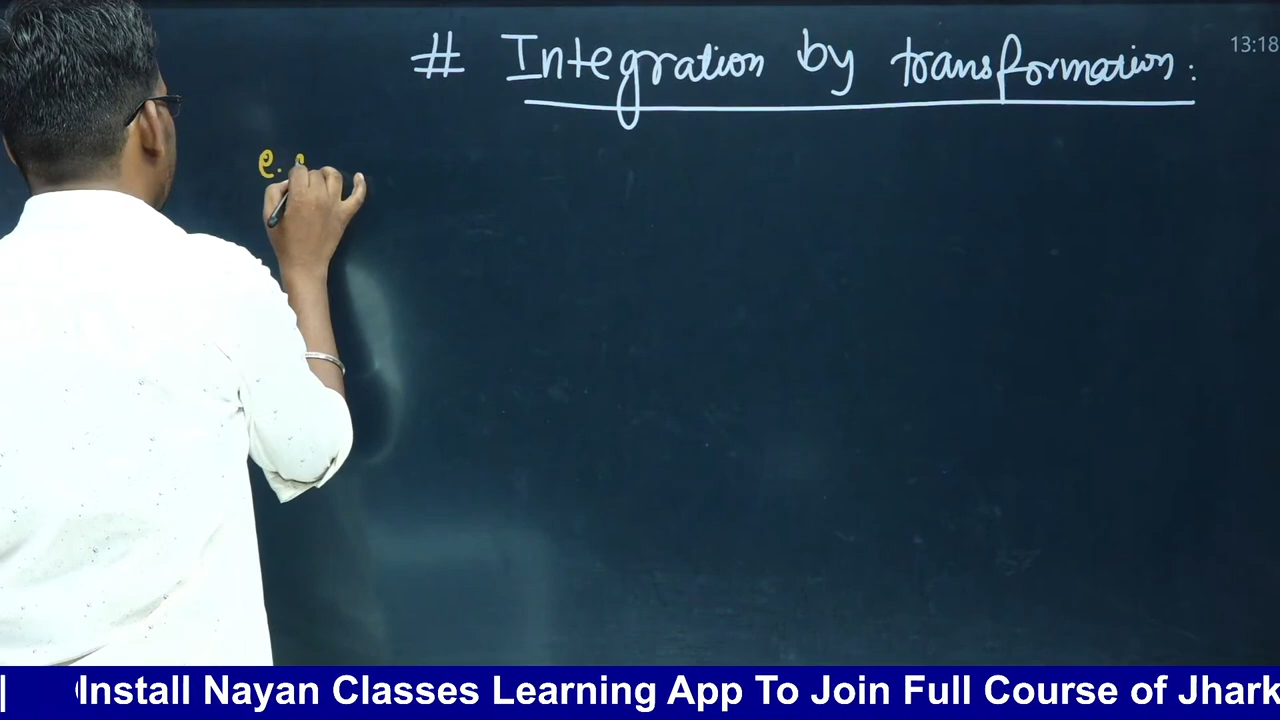 # Integration by transformation :
13:18
e.
Install Nayan Classes Learning App To Join Full Course of Jhark